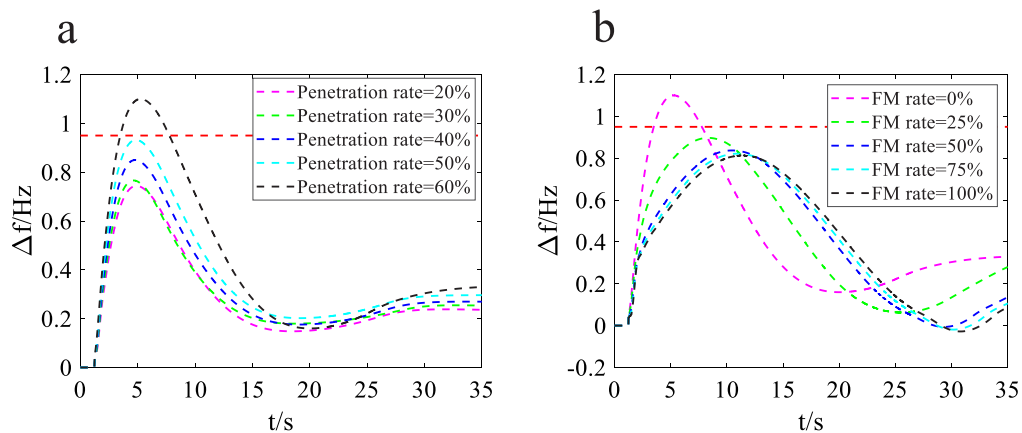 a
1.2
1
0.8
0.6
0.4
0.2
0
Δf/Hz
0 5 10 15 20 25 30 35
t/s
Penetration rate=20%
Penetration rate=30%
Penetration rate=40%
Penetration rate=50%
Penetration rate=60%
b
1.2
1
0.8
0.6
0.4
0.2
0
-0.2
Δf/Hz
0 5 10 15 20 25 30 35
t/s
FM rate=0%
FM rate=25%
FM rate=50%
FM rate=75%
FM rate=100%